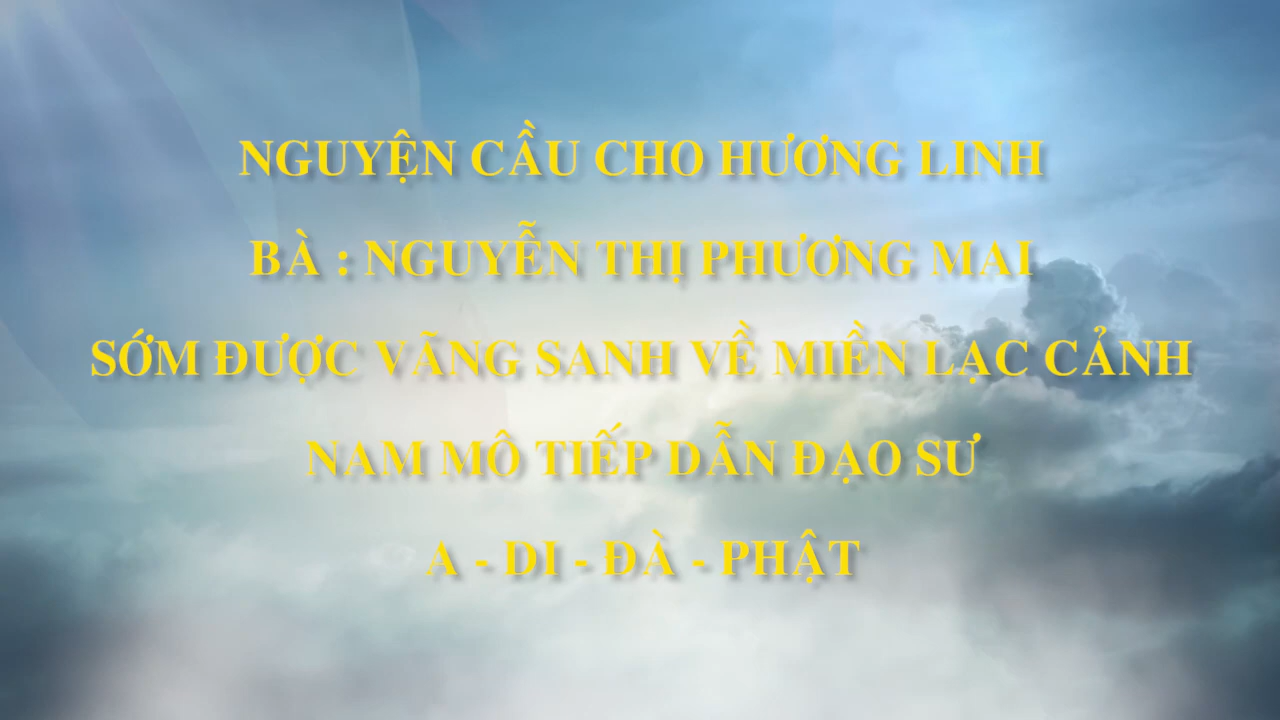 NGUYỆN CẦU CHO HƯƠNG LINH
BÀ : NGUYỄN THỊ PHƯƠNG MAI
SỚM ĐƯỢC VÃNG SANH VỀ MIỀN LẠC CẢNH
NAM MÔ TIẾP DẪN ĐẠO SƯ
A - DI - ĐÀ - PHẬT